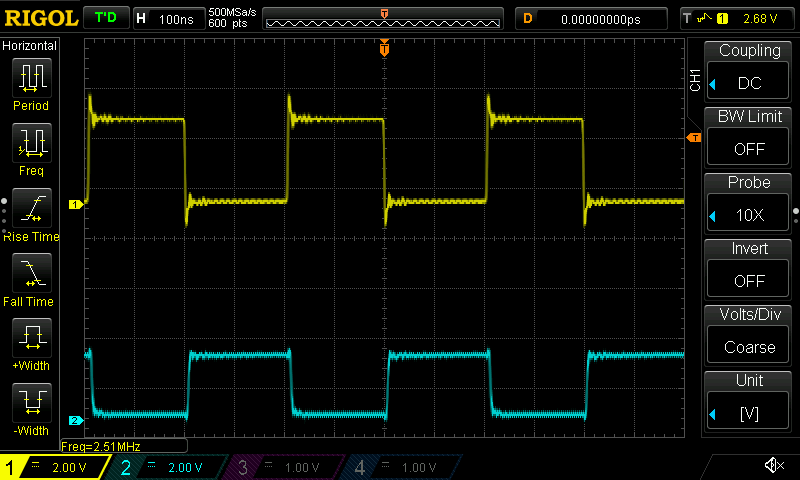 RIGOL T'D H 100ns 500MSa/s 600 pts T D 0.00000000ps T 1 2.68 V
Horizontal
Period
Freq
Rise Time
Fall Time
+Width
-Width
T
1
2
T
CH1
Coupling
DC
BW Limit
OFF
Probe
10X
Invert
OFF
Volts/Div
Coarse
Unit
[V]
Freq=2.51MHz
1 2.00 V 2 2.00 V 3 1.00 V 4 1.00 V